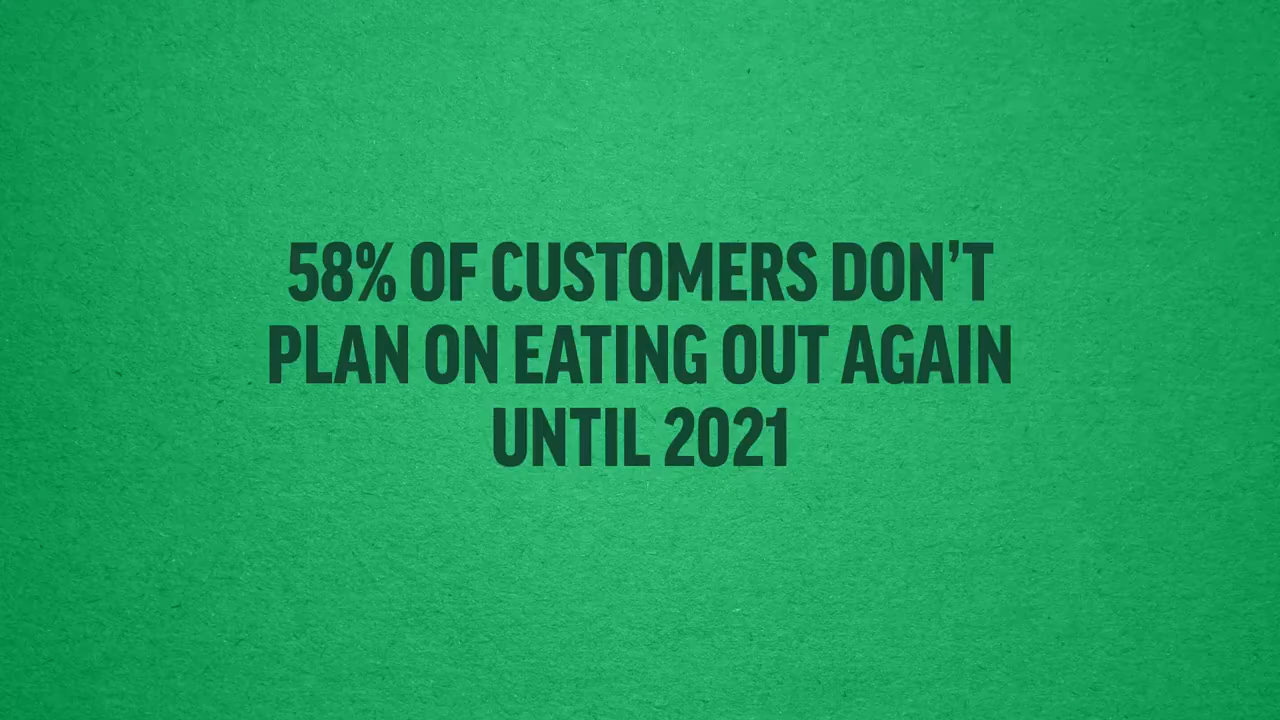 58% OF CUSTOMERS DON’T
PLAN ON EATING OUT AGAIN
UNTIL 2021